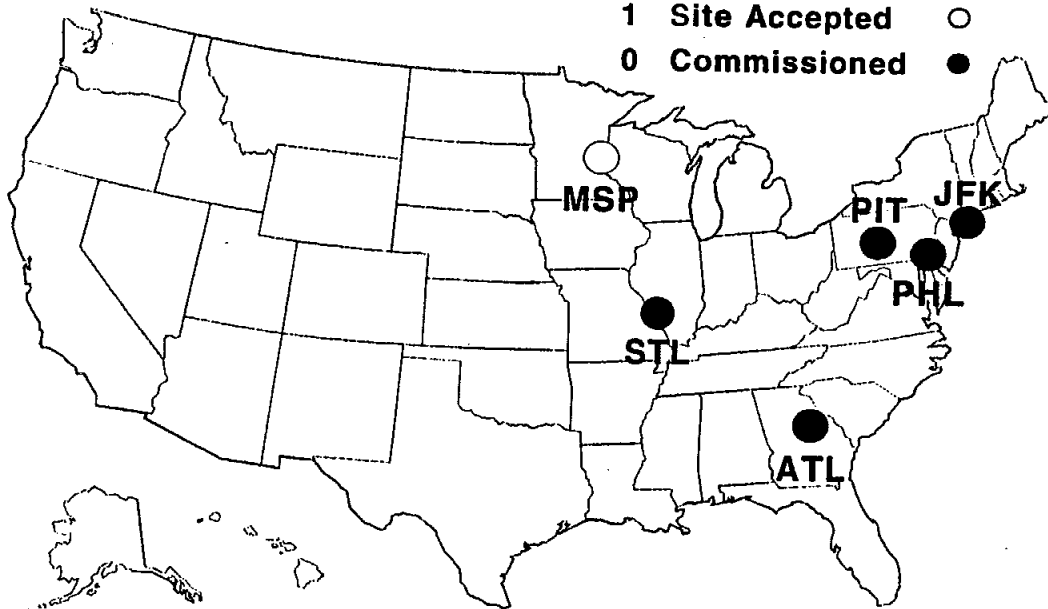 1 Site Accepted
0 Commissioned
MSP
JFK
PIT
PHL
STL
ATL